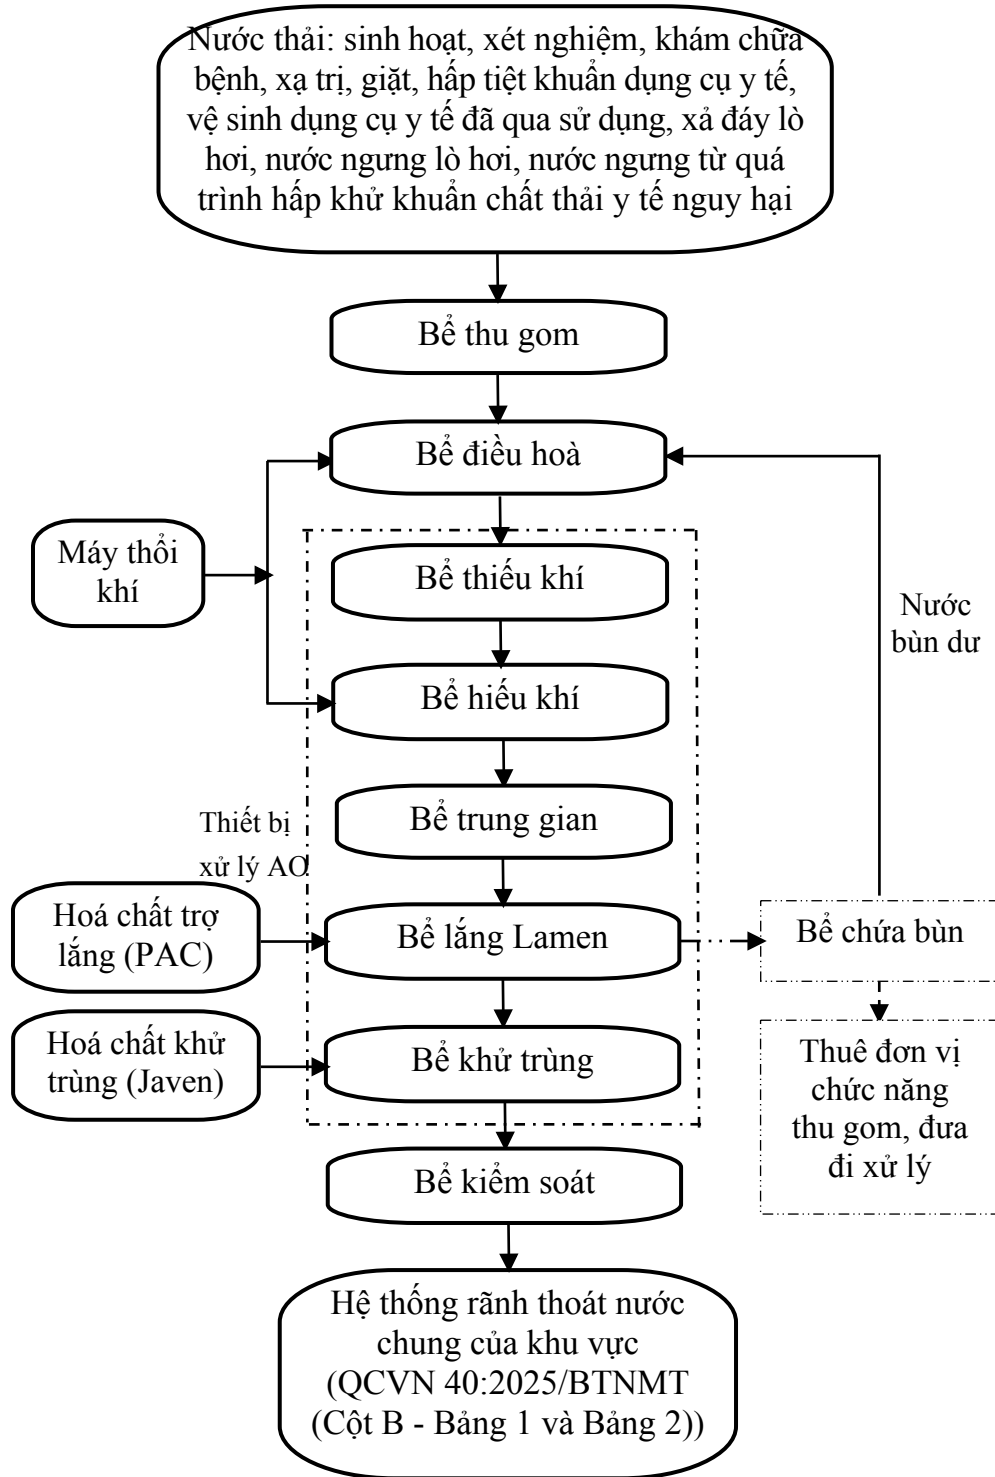 Nước thải: sinh hoạt, xét nghiệm, khám chữa
bệnh, xạ trị, giặt, hấp tiệt khuẩn dụng cụ y tế,
vệ sinh dụng cụ y tế đã qua sử dụng, xả đáy lò
hơi, nước ngưng lò hơi, nước ngưng từ quá
trình hấp khử khuẩn chất thải y tế nguy hại
Bể thu gom
Bể điều hoà
Máy thổi
khí
Bể thiếu khí
Nước
bùn dư
Bể hiếu khí
Bể trung gian
Thiết bị
xử lý AO
Hoá chất trợ
lắng (PAC)
Bể lắng Lamen
Bể chứa bùn
Hoá chất khử
trùng (Javen)
Bể khử trùng
Thuê đơn vị
chức năng
thu gom, đưa
đi xử lý
Bể kiểm soát
Hệ thống rãnh thoát nước
chung của khu vực
(QCVN 40:2025/BTNMT
(Cột B - Bảng 1 và Bảng 2))